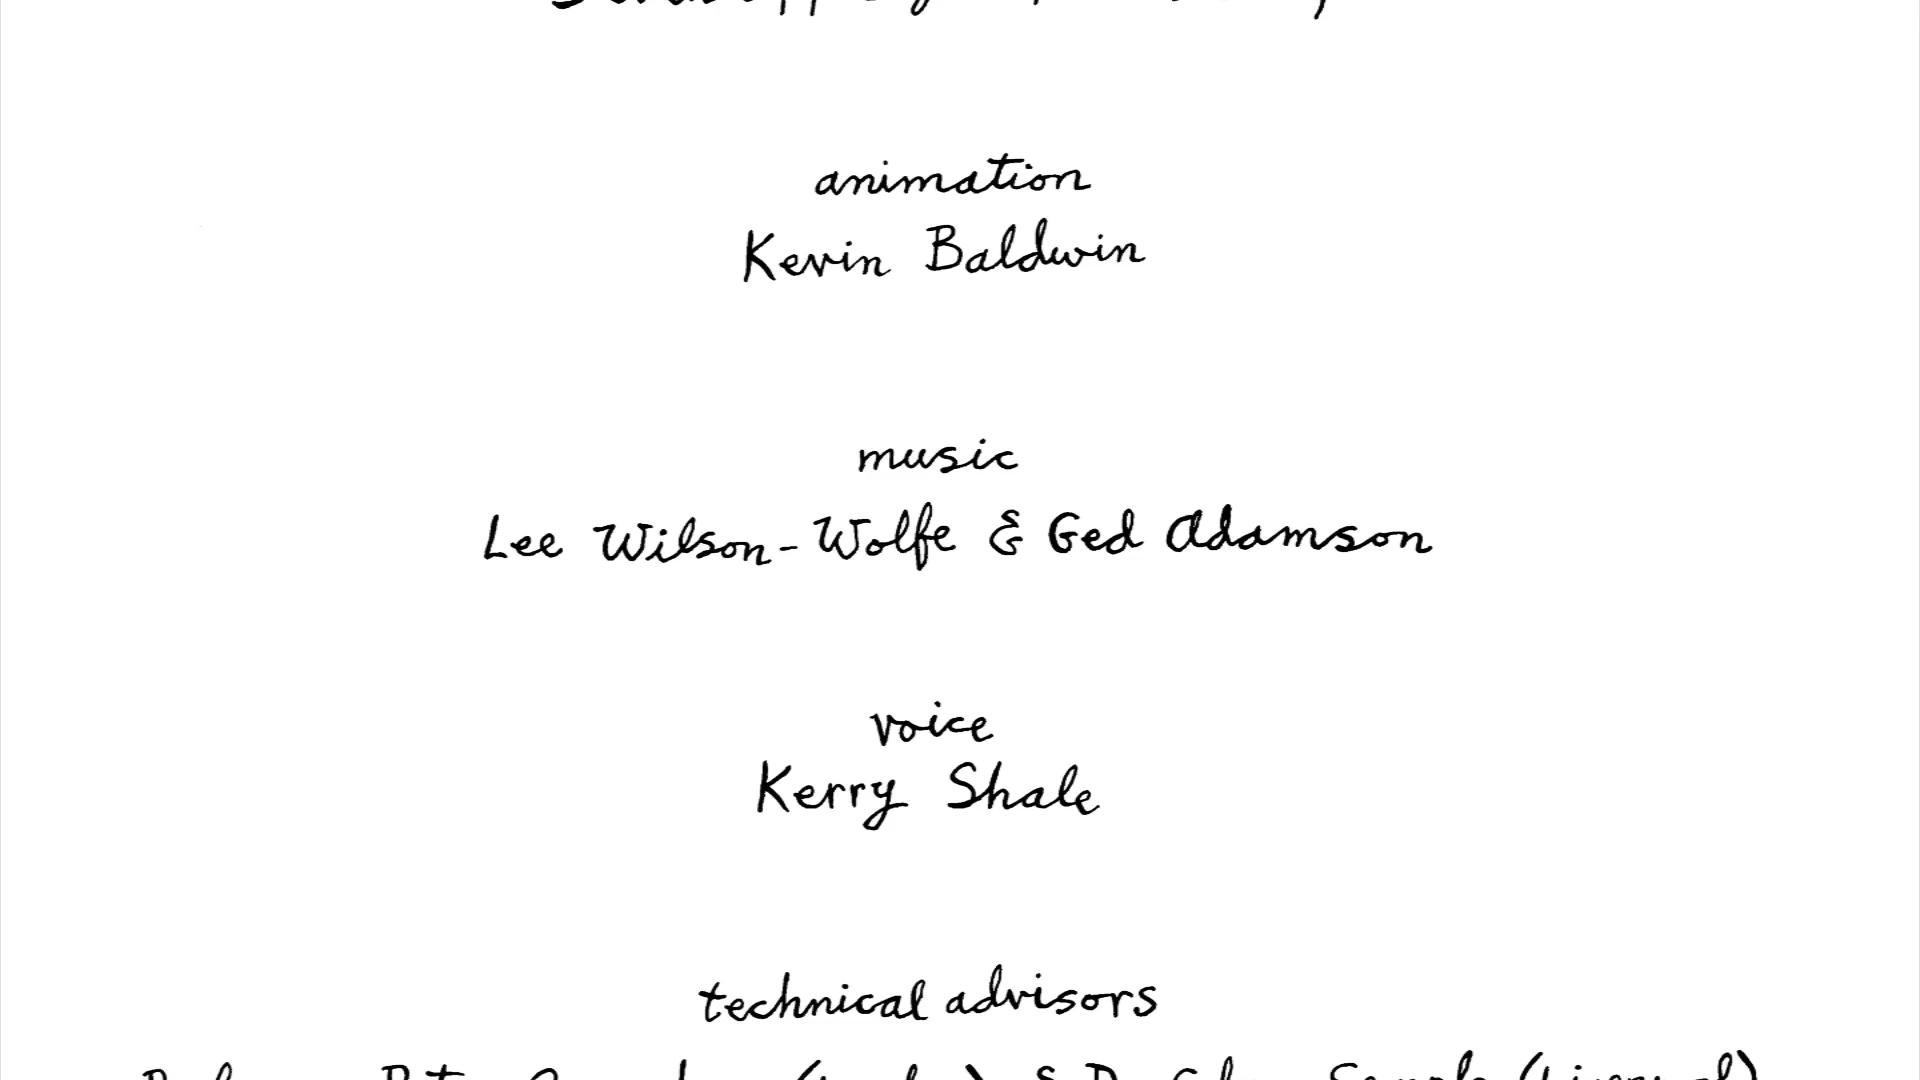 animation
Kevin Baldwin
music
Lee Wilson-Wolfe & Ged Adamson
voice
Kerry Shale
technical advisors